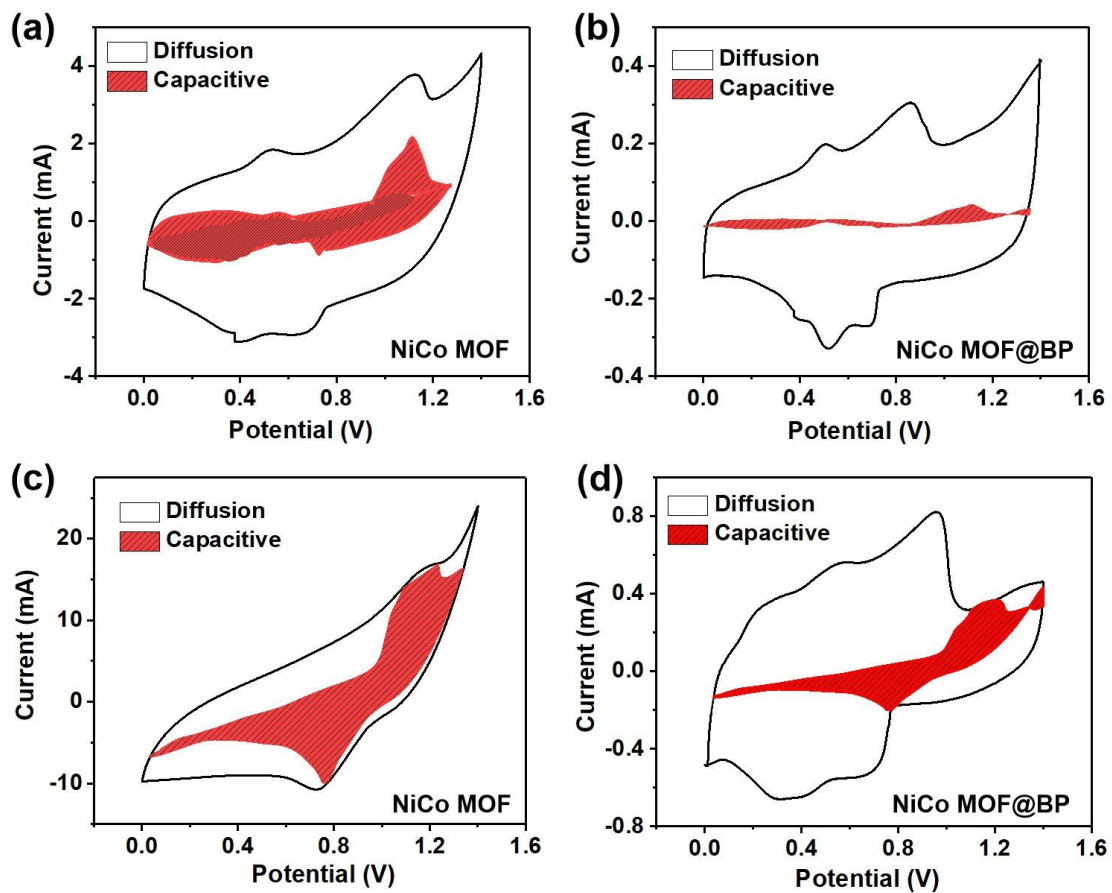 (a)
Diffusion
Capacitive
4
2
0
-2
-4
Current (mA)
NiCo MOF
0.0 0.4 0.8 1.2 1.6
Potential (V)
(b)
Diffusion
Capacitive
0.4
0.2
0.0
-0.2
-0.4
Current (mA)
NiCo MOF@BP
0.0 0.4 0.8 1.2 1.6
Potential (V)
(c)
Diffusion
Capacitive
20
10
0
-10
Current (mA)
NiCo MOF
0.0 0.4 0.8 1.2 1.6
Potential (V)
(d)
Diffusion
Capacitive
0.8
0.4
0.0
-0.4
-0.8
Current (mA)
NiCo MOF@BP
0.0 0.4 0.8 1.2 1.6
Potential (V)